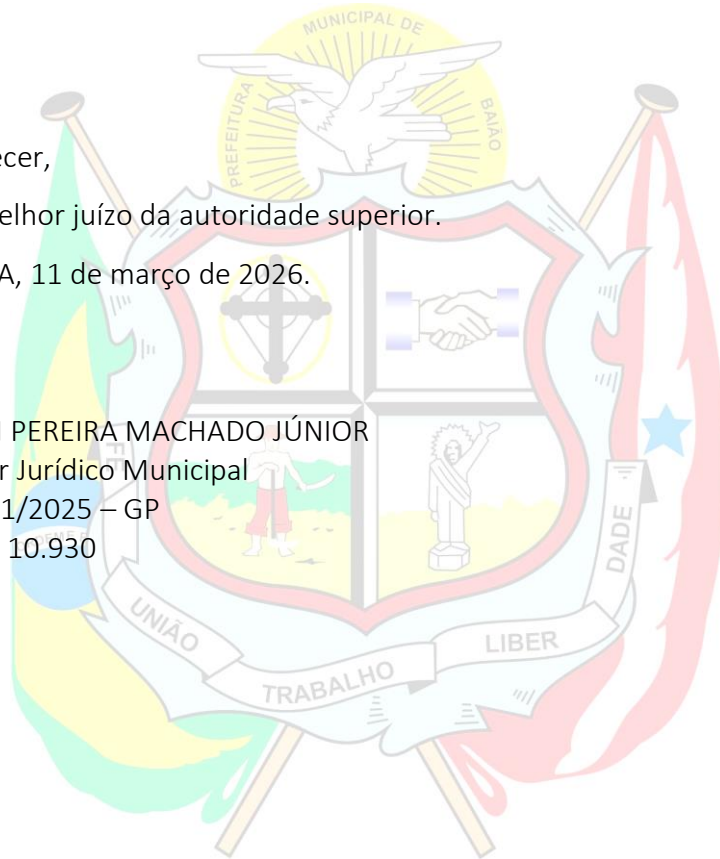 PREFEITURA MUNICIPAL DE BAIÃO
ecer,
elhor juízo da autoridade superior.
A, 11 de março de 2026.
PEREIRA MACHADO JÚNIOR
r Jurídico Municipal
1/2025 – GP
10.930
FÉ
UNIÃO
TRABALHO
LIBER
DADE